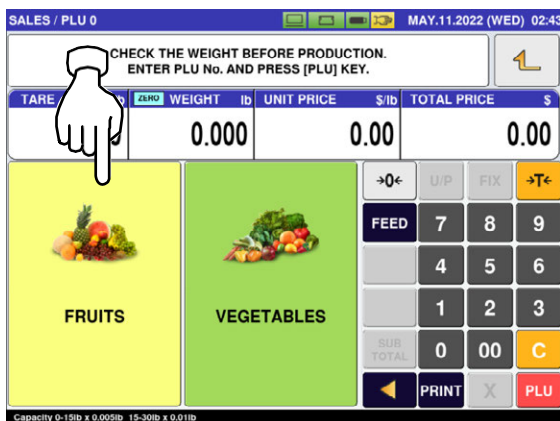 SALES / PLU 0 MAY.11.2022 (WED) 02:43
CHECK THE WEIGHT BEFORE PRODUCTION.
ENTER PLU No. AND PRESS [PLU] KEY.
TARE ZERO WEIGHT lb UNIT PRICE $/lb TOTAL PRICE $
0.000 0.00 0.00
→0← U/P FIX →T←
FEED 7 8 9
4 5 6
FRUITS VEGETABLES 1 2 3
SUB TOTAL 0 00 C
PRINT X PLU
Capacity 0-15lb x 0.005lb 15-30lb x 0.01lb